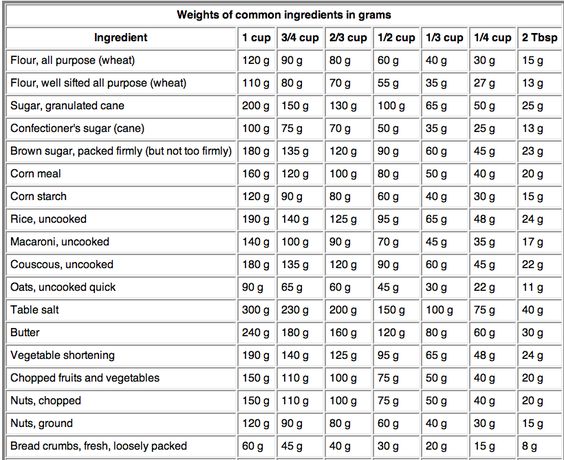 Weights of common ingredients in grams
Ingredient 1 cup 3/4 cup 2/3 cup 1/2 cup 1/3 cup 1/4 cup 2 Tbsp
Flour, all purpose (wheat) 120 g 90 g 80 g 60 g 40 g 30 g 15 g
Flour, well sifted all purpose (wheat) 110 g 80 g 70 g 55 g 35 g 27 g 13 g
Sugar, granulated cane 200 g 150 g 130 g 100 g 65 g 50 g 25 g
Confectioner's sugar (cane) 100 g 75 g 70 g 50 g 35 g 25 g 13 g
Brown sugar, packed firmly (but not too firmly) 180 g 135 g 120 g 90 g 60 g 45 g 23 g
Corn meal 160 g 120 g 100 g 80 g 50 g 40 g 20 g
Corn starch 120 g 90 g 80 g 60 g 40 g 30 g 15 g
Rice, uncooked 190 g 140 g 125 g 95 g 65 g 48 g 24 g
Macaroni, uncooked 140 g 100 g 90 g 70 g 45 g 35 g 17 g
Couscous, uncooked 180 g 135 g 120 g 90 g 60 g 45 g 22 g
Oats, uncooked quick 90 g 65 g 60 g 45 g 30 g 22 g 11 g
Table salt 300 g 230 g 200 g 150 g 100 g 75 g 40 g
Butter 240 g 180 g 160 g 120 g 80 g 60 g 30 g
Vegetable shortening 190 g 140 g 125 g 95 g 65 g 48 g 24 g
Chopped fruits and vegetables 150 g 110 g 100 g 75 g 50 g 40 g 20 g
Nuts, chopped 150 g 110 g 100 g 75 g 50 g 40 g 20 g
Nuts, ground 120 g 90 g 80 g 60 g 40 g 30 g 15 g
Bread crumbs, fresh, loosely packed 60 g 45 g 40 g 30 g 20 g 15 g 8 g